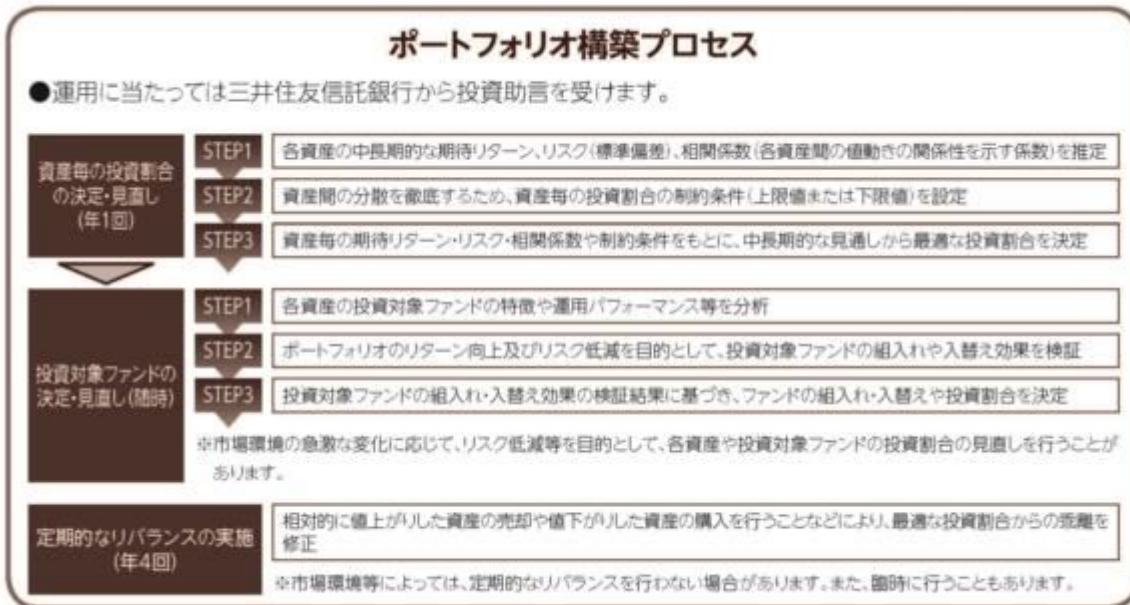 ポートフォリオ構築プロセス
●運用に当たっては三井住友信託銀行から投資助言を受けます。
資産毎の投資割合
の決定・見直し
(年1回)
STEP1
各資産の中長期的な期待リターン、リスク(標準偏差)、相関係数(各資産間の値動きの関係性を示す係数)を推定
STEP2
資産間の分散を徹底するため、資産毎の投資割合の制約条件(上限値または下限値)を設定
STEP3
資産毎の期待リターン・リスク・相関係数や制約条件をもとに、中長期的な見通しから最適な投資割合を決定
投資対象ファンドの
決定・見直し(随時)
STEP1
各資産の投資対象ファンドの特徴や運用パフォーマンス等を分析
STEP2
ポートフォリオのリターン向上及びリスク低減を目的として、投資対象ファンドの組入れや入替え効果を検証
STEP3
投資対象ファンドの組入れ・入替え効果の検証結果に基づき、ファンドの組入れ・入替えや投資割合を決定
※市場環境の急激な変化に応じて、リスク低減等を目的として、各資産や投資対象ファンドの投資割合の見直しを行うことが
あります。
定期的なリバランスの実施
(年4回)
相対的に値上がりした資産の売却や値下がりした資産の購入を行うことなどにより、最適な投資割合からの乖離を
修正
※市場環境等によっては、定期的なリバランスを行わない場合があります。また、臨時に行うこともあります。